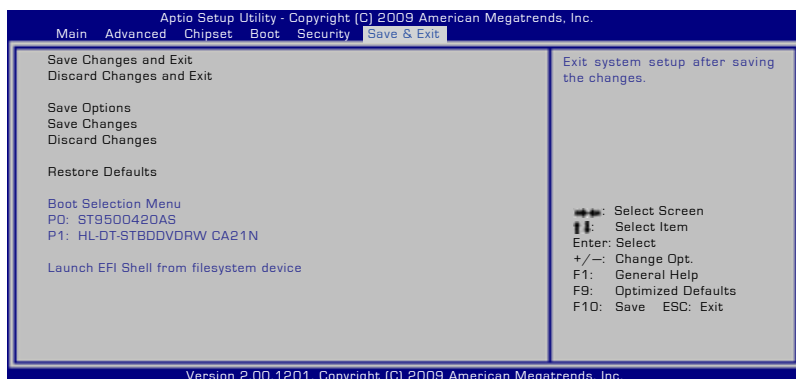 Aptio Setup Utility - Copyright (C) 2009 American Megatrends, Inc.
Main Advanced Chipset Boot Security Save & Exit
Save Changes and Exit
Discard Changes and Exit
Save Options
Save Changes
Discard Changes
Restore Defaults
Boot Selection Menu
P0: ST9500420AS
P1: HL-DT-STBDDVDRW CA21N
Launch EFI Shell from filesystem device
Exit system setup after saving
the changes.
→←: Select Screen
↑↓: Select Item
Enter: Select
+/—: Change Opt.
F1: General Help
F9: Optimized Defaults
F10: Save ESC: Exit
Version 2.00.1201. Copyright (C) 2009 American Megatrends, Inc.